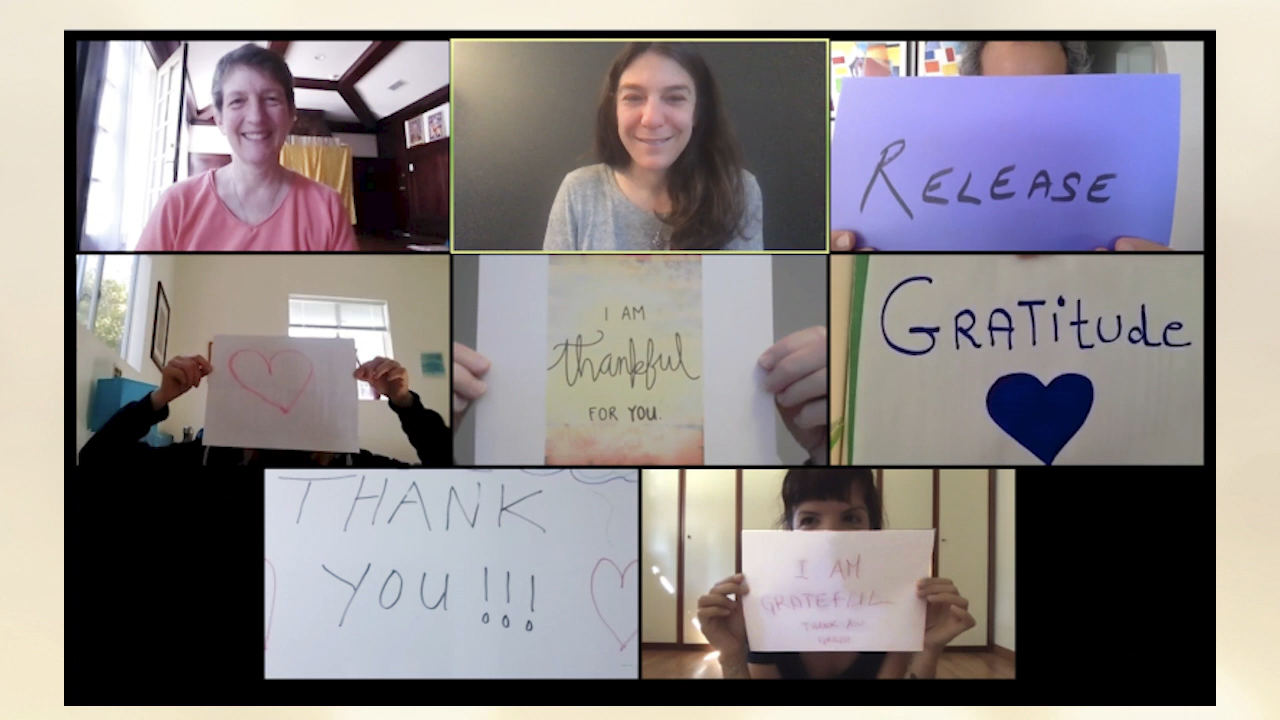 RELEASE
I AM
thankful
FOR YOU.
GRATitude
THANK
YOU !!!
I AM
GRATEFUL